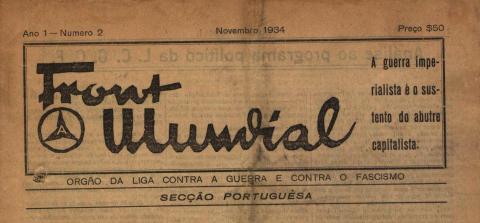 Ano 1 — Numero 2 Novembro 1934 Preço $50
Front Mundial
A guerra impe-
rialista é o sus-
tento do abutre
capitalista.
ORGÃO DA LIGA CONTRA A GUERRA E CONTRA O FASCISMO
SECÇÃO PORTUGUÊSA